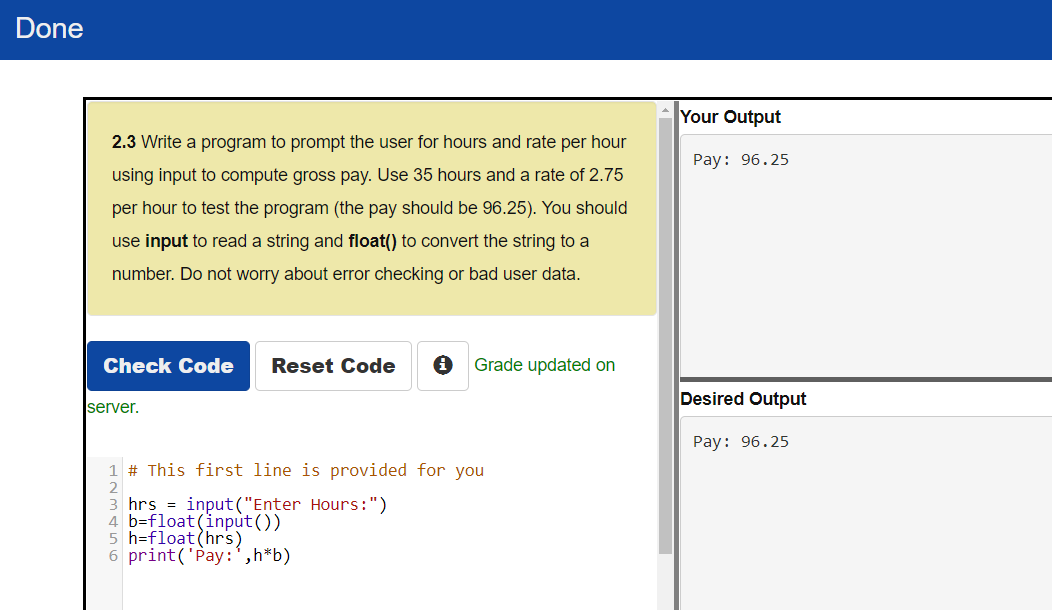 Done
2.3 Write a program to prompt the user for hours and rate per hour
using input to compute gross pay. Use 35 hours and a rate of 2.75
per hour to test the program (the pay should be 96.25). You should
use input to read a string and float() to convert the string to a
number. Do not worry about error checking or bad user data.
Check Code
Reset Code
Grade updated on
server.
1 # This first line is provided for you
2
3 hrs = input("Enter Hours:")
4 b=float(input())
5 h=float(hrs)
6 print('Pay:',h*b)
Your Output
Pay: 96.25
Desired Output
Pay: 96.25